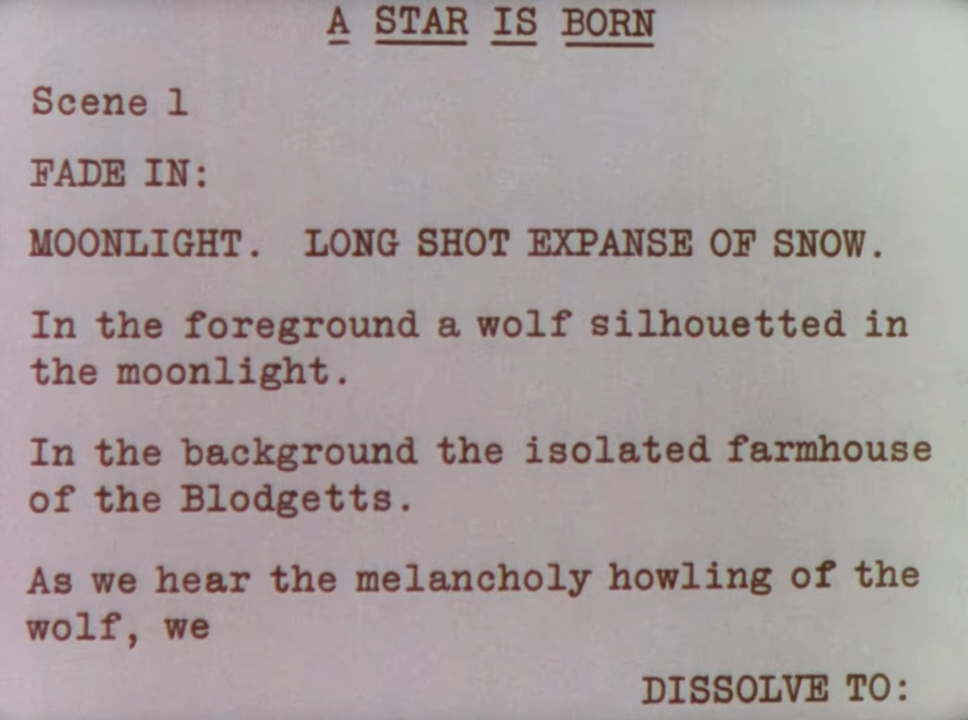 A STAR IS BORN
Scene 1
FADE IN:
MOONLIGHT.  LONG SHOT EXPANSE OF SNOW.
In the foreground a wolf silhouetted in
the moonlight.
In the background the isolated farmhouse
of the Blodgetts.
As we hear the melancholy howling of the
wolf, we
DISSOLVE TO: